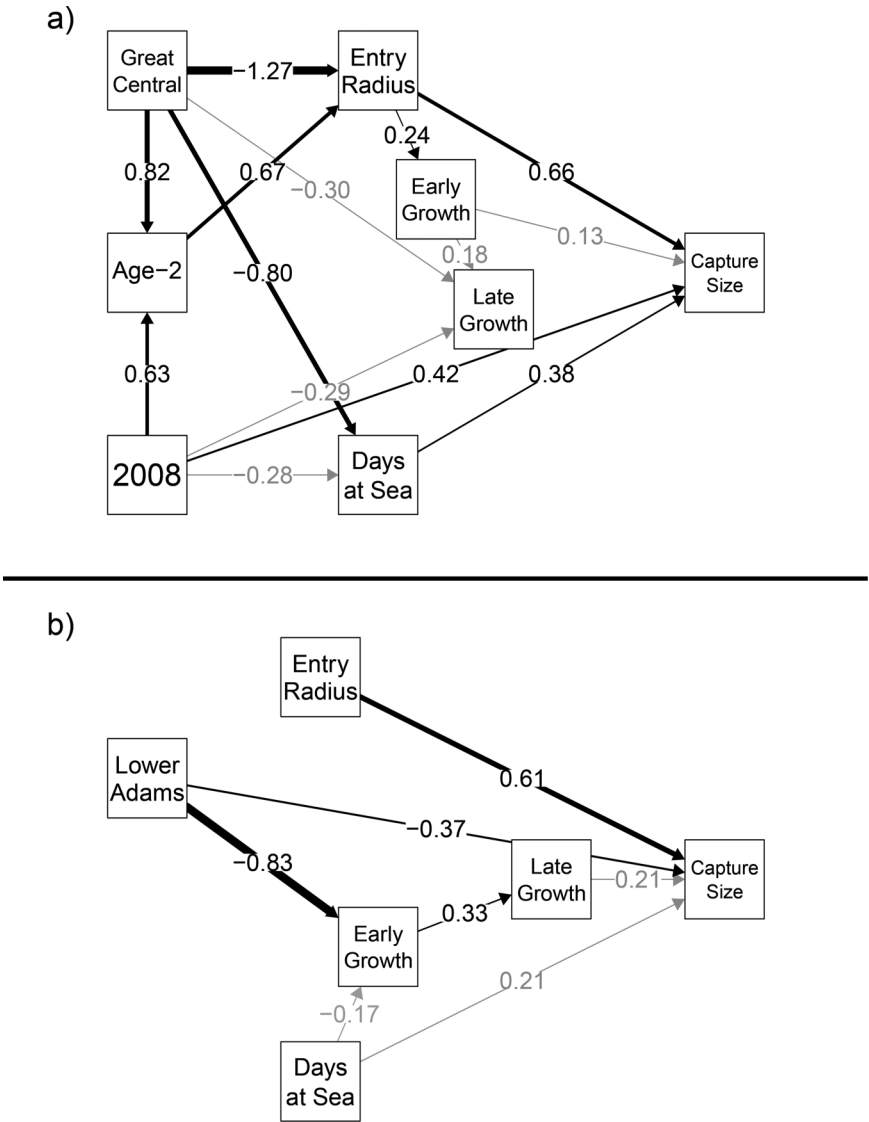 a)
Great
Central
−1.27
Entry
Radius
0.24
0.82
0.67
−0.30
0.66
Early
Growth
0.13
0.18
Age−2
−0.80
Capture
Size
Late
Growth
0.63
−0.29
0.42
0.38
2008
−0.28
Days
at Sea
b)
Entry
Radius
Lower
Adams
0.61
−0.37
−0.83
Late
Growth
0.21
Capture
Size
0.33
Early
Growth
0.21
−0.17
Days
at Sea